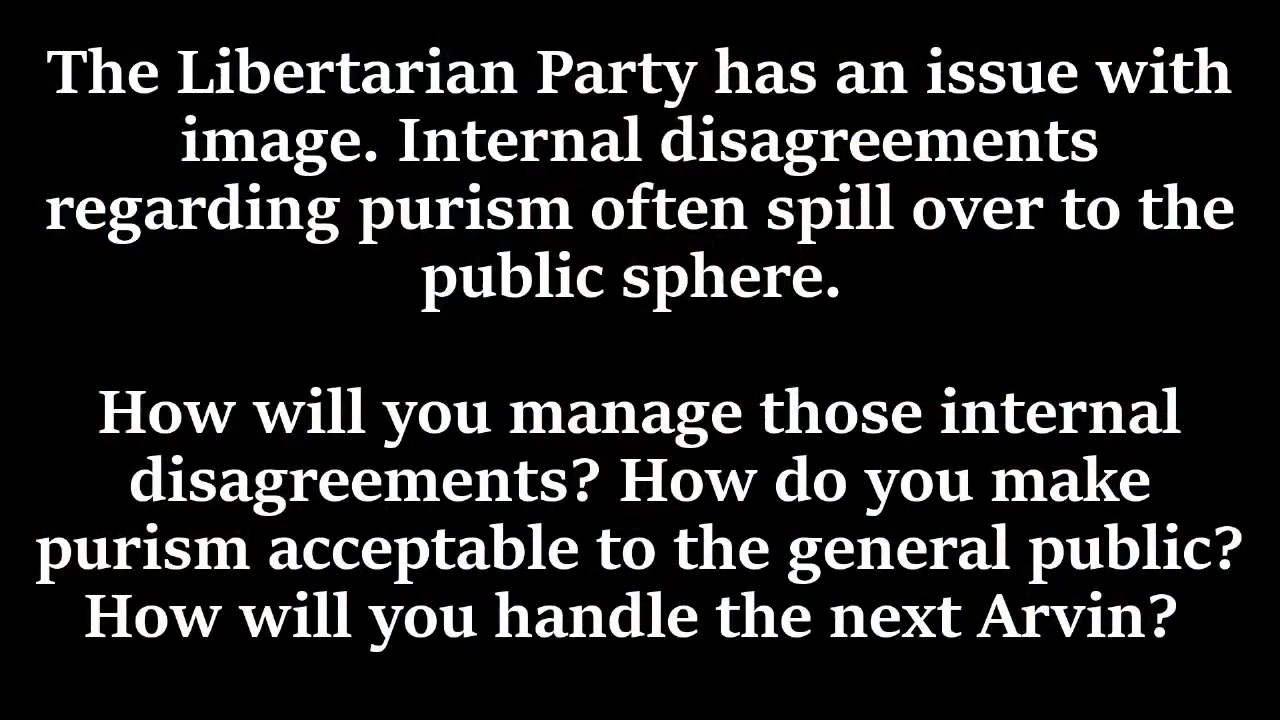 The Libertarian Party has an issue with
image. Internal disagreements
regarding purism often spill over to the
public sphere.
How will you manage those internal
disagreements? How do you make
purism acceptable to the general public?
How will you handle the next Arvin?